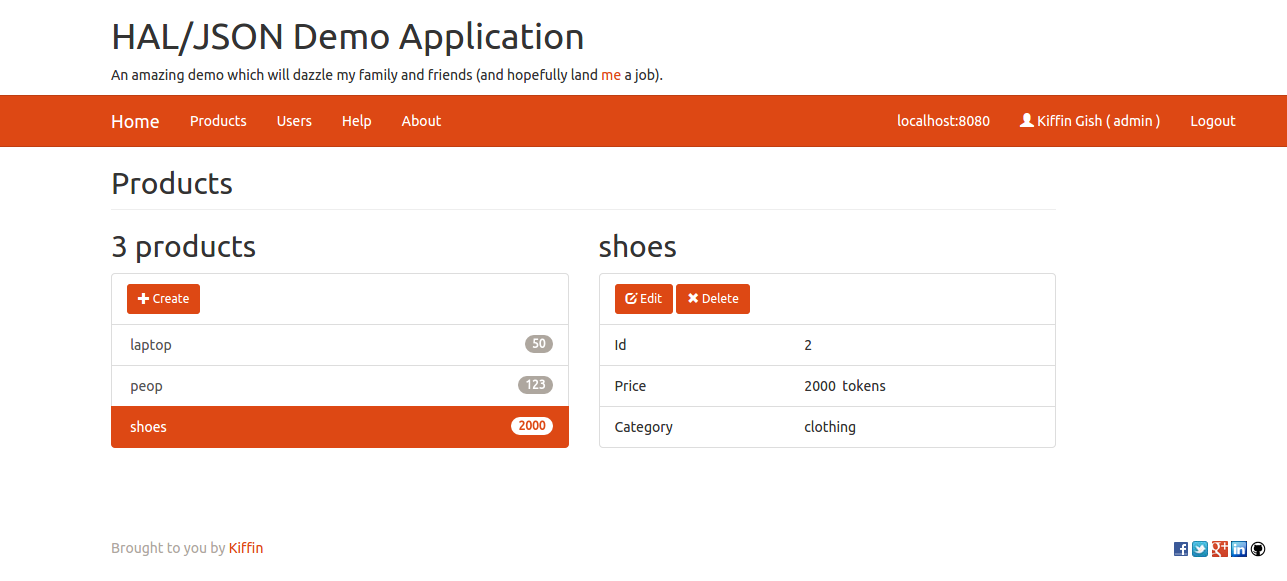 HAL/JSON Demo Application
An amazing demo which will dazzle my family and friends (and hopefully land me a job).
Home Products Users Help About localhost:8080 Kiffin Gish ( admin ) Logout
Products
3 products
Create
laptop 50
peop 123
shoes 2000
shoes
Edit Delete
Id 2
Price 2000 tokens
Category clothing
Brought to you by Kiffin